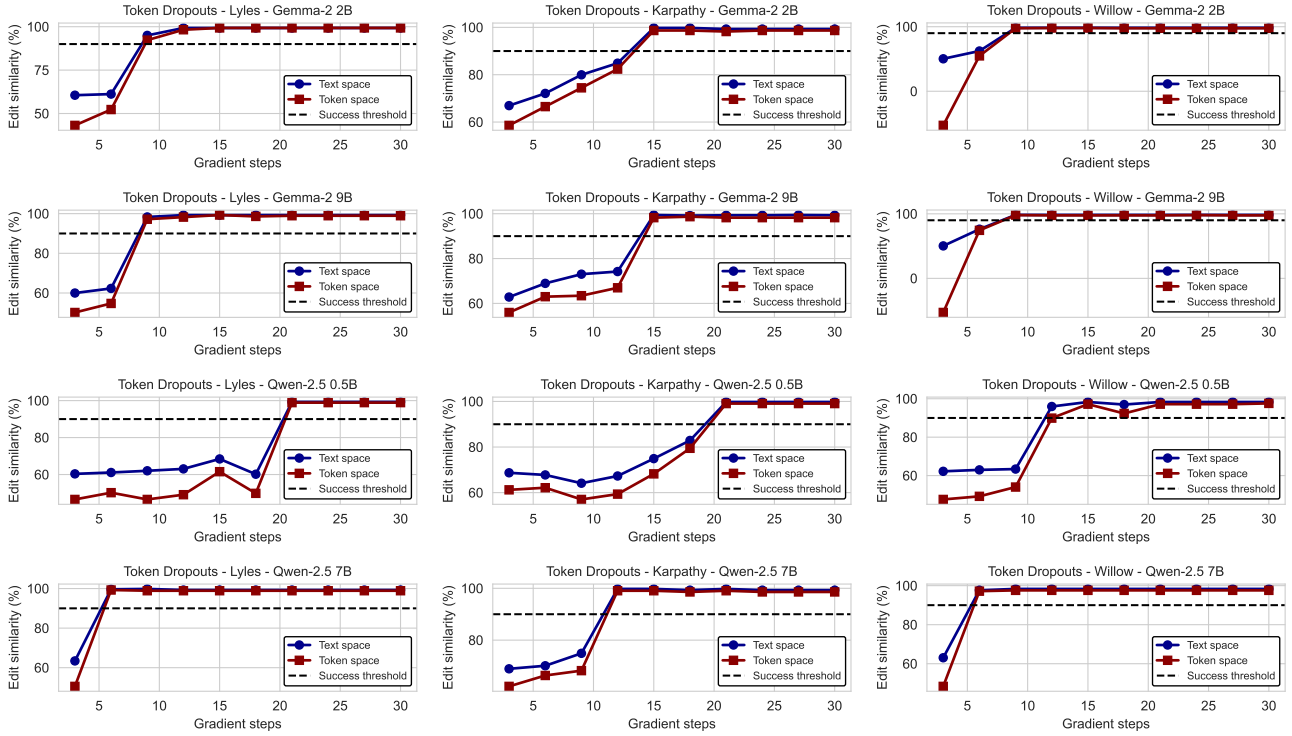 Token Dropouts - Lyles - Gemma-2 2B
Edit similarity (%)
100
75
50
Text space
Token space
Success threshold
5 10 15 20 25 30
Gradient steps
Token Dropouts - Karpathy - Gemma-2 2B
Edit similarity (%)
100
80
60
Text space
Token space
Success threshold
5 10 15 20 25 30
Gradient steps
Token Dropouts - Willow - Gemma-2 2B
Edit similarity (%)
100
0
Text space
Token space
Success threshold
5 10 15 20 25 30
Gradient steps
Token Dropouts - Lyles - Gemma-2 9B
Edit similarity (%)
100
80
60
Text space
Token space
Success threshold
5 10 15 20 25 30
Gradient steps
Token Dropouts - Karpathy - Gemma-2 9B
Edit similarity (%)
100
80
60
Text space
Token space
Success threshold
5 10 15 20 25 30
Gradient steps
Token Dropouts - Willow - Gemma-2 9B
Edit similarity (%)
100
0
Text space
Token space
Success threshold
5 10 15 20 25 30
Gradient steps
Token Dropouts - Lyles - Qwen-2.5 0.5B
Edit similarity (%)
100
80
60
Text space
Token space
Success threshold
5 10 15 20 25 30
Gradient steps
Token Dropouts - Karpathy - Qwen-2.5 0.5B
Edit similarity (%)
100
80
60
Text space
Token space
Success threshold
5 10 15 20 25 30
Gradient steps
Token Dropouts - Willow - Qwen-2.5 0.5B
Edit similarity (%)
100
80
60
Text space
Token space
Success threshold
5 10 15 20 25 30
Gradient steps
Token Dropouts - Lyles - Qwen-2.5 7B
Edit similarity (%)
100
80
60
Text space
Token space
Success threshold
5 10 15 20 25 30
Gradient steps
Token Dropouts - Karpathy - Qwen-2.5 7B
Edit similarity (%)
100
80
Text space
Token space
Success threshold
5 10 15 20 25 30
Gradient steps
Token Dropouts - Willow - Qwen-2.5 7B
Edit similarity (%)
100
80
60
Text space
Token space
Success threshold
5 10 15 20 25 30
Gradient steps